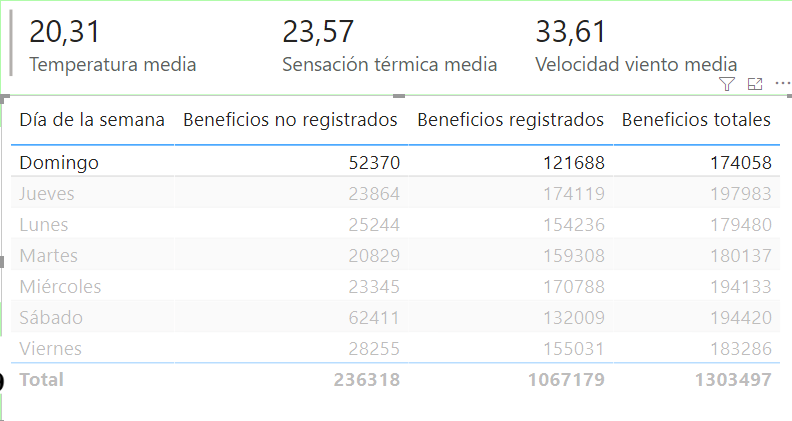 20,31 23,57 33,61
Temperatura media Sensación térmica media Velocidad viento media
Día de la semana Beneficios no registrados Beneficios registrados Beneficios totales
Domingo 52370 121688 174058
Jueves 23864 174119 197983
Lunes 25244 154236 179480
Martes 20829 159308 180137
Miércoles 23345 170788 194133
Sábado 62411 132009 194420
Viernes 28255 155031 183286
Total 236318 1067179 1303497